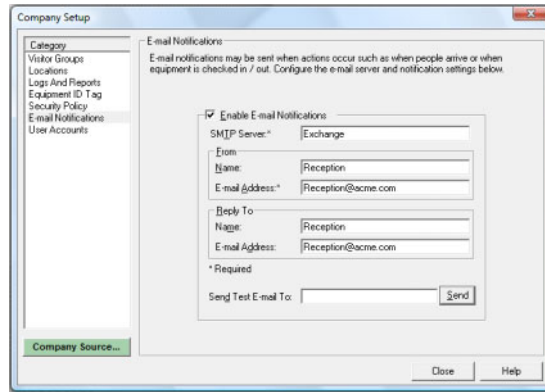 Company Setup
Category
Visitor Groups
Locations
Logs And Reports
Equipment ID Tag
Security Policy
E-mail Notifications
User Accounts
Company Source...
E-mail Notifications
E-mail notifications may be sent when actions occur such as when people arrive or when
equipment is checked in / out. Configure the e-mail server and notification settings below.
Enable E-mail Notifications
SMTP Server:* Exchange
From
Name: Reception
E-mail Address:* Reception@acme.com
Reply To
Name: Reception
E-mail Address: Reception@acme.com
* Required
Send Test E-mail To: Send
Close Help